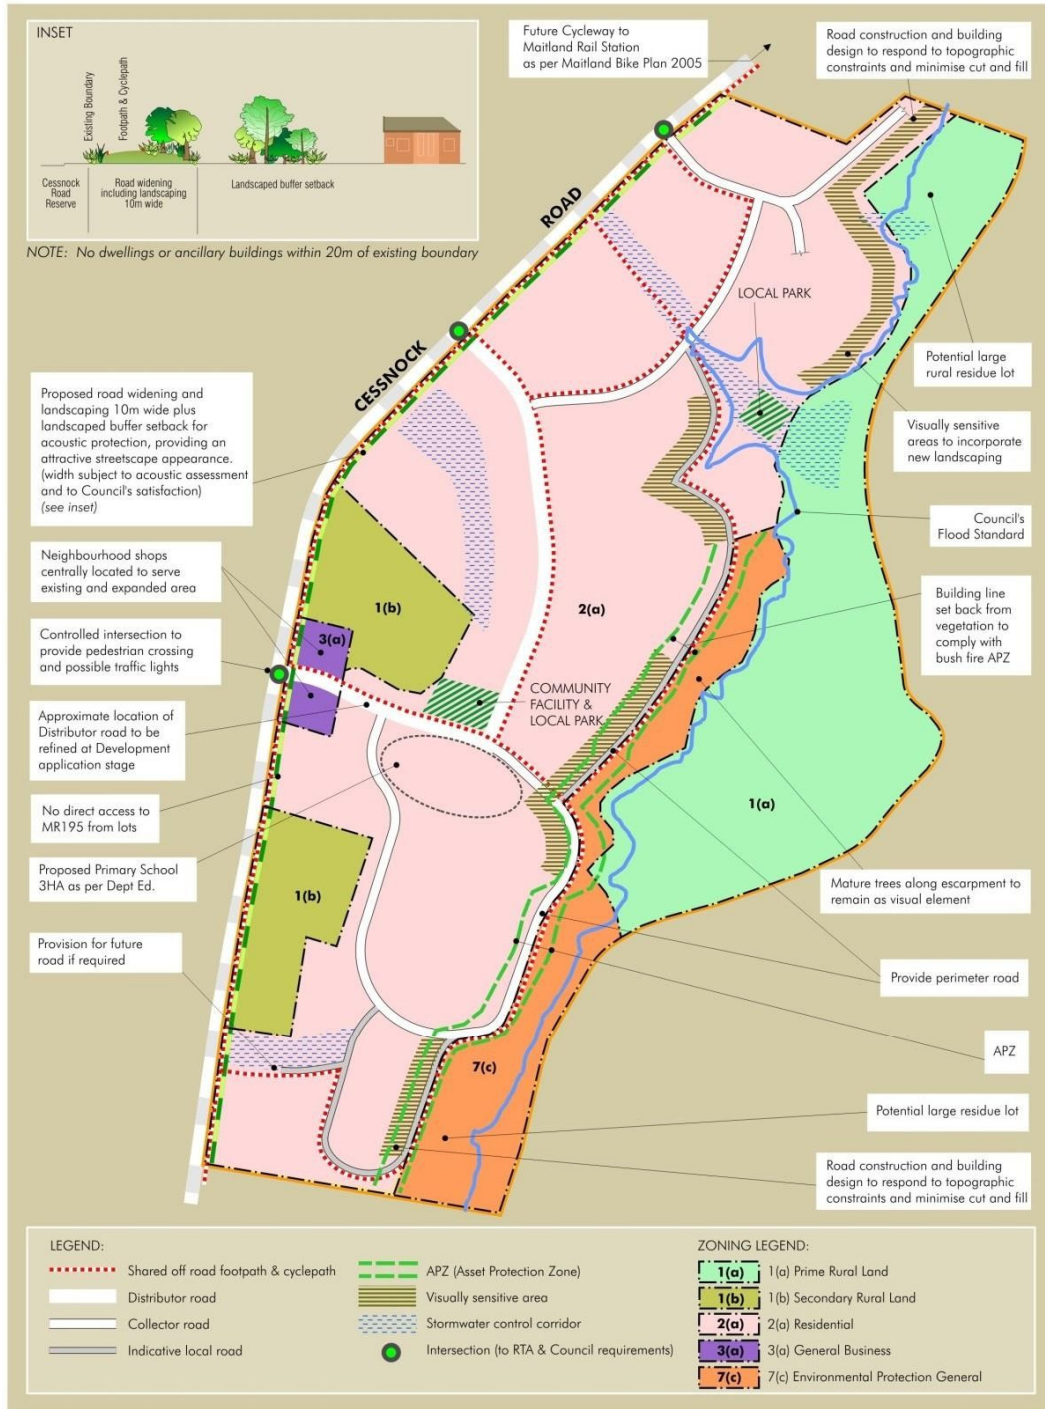 INSET
Existing Boundary
Footpath & Cyclepath
Cessnock
Road
Reserve
Road widening
including landscaping
10m wide
Landscaped buffer setback
NOTE: No dwellings or ancillary buildings within 20m of existing boundary
Future Cycleway to
Maitland Rail Station
as per Maitland Bike Plan 2005
Road construction and building
design to respond to topographic
constraints and minimise cut and fill
ROAD
CESSNOCK
LOCAL PARK
Potential large
rural residue lot
Visually sensitive
areas to incorporate
new landscaping
Council's
Flood Standard
Building line
set back from
vegetation to
comply with
bush fire APZ
Proposed road widening and
landscaping 10m wide plus
landscaped buffer setback for
acoustic protection, providing an
attractive streetscape appearance.
(width subject to acoustic assessment
and to Council's satisfaction)
(see inset)
Neighbourhood shops
centrally located to serve
existing and expanded area
Controlled intersection to
provide pedestrian crossing
and possible traffic lights
Approximate location of
Distributor road to be
refined at Development
application stage
No direct access to
MR195 from lots
Proposed Primary School
3HA as per Dept Ed.
Provision for future
road if required
1(b)
3(a)
2(a)
COMMUNITY
FACILITY &
LOCAL PARK
1(a)
1(b)
7(c)
Mature trees along escarpment to
remain as visual element
Provide perimeter road
APZ
Potential large residue lot
Road construction and building
design to respond to topographic
constraints and minimise cut and fill
LEGEND:
Shared off road footpath & cyclepath
Distributor road
Collector road
Indicative local road
APZ (Asset Protection Zone)
Visually sensitive area
Stormwater control corridor
Intersection (to RTA & Council requirements)
ZONING LEGEND:
1(a) 1(a) Prime Rural Land
1(b) 1(b) Secondary Rural Land
2(a) 2(a) Residential
3(a) 3(a) General Business
7(c) 7(c) Environmental Protection General